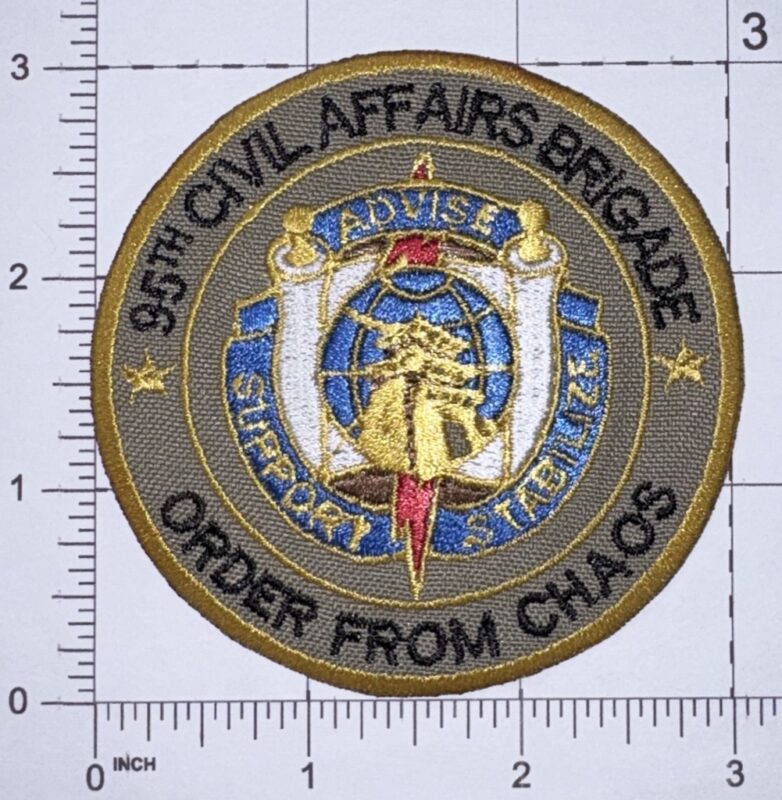 95TH CIVIL AFFAIRS BRIGADE
ADVISE
SUPPORT
STABILIZE
ORDER FROM CHAOS
3
3
2
1
0
0 INCH 1 2 3